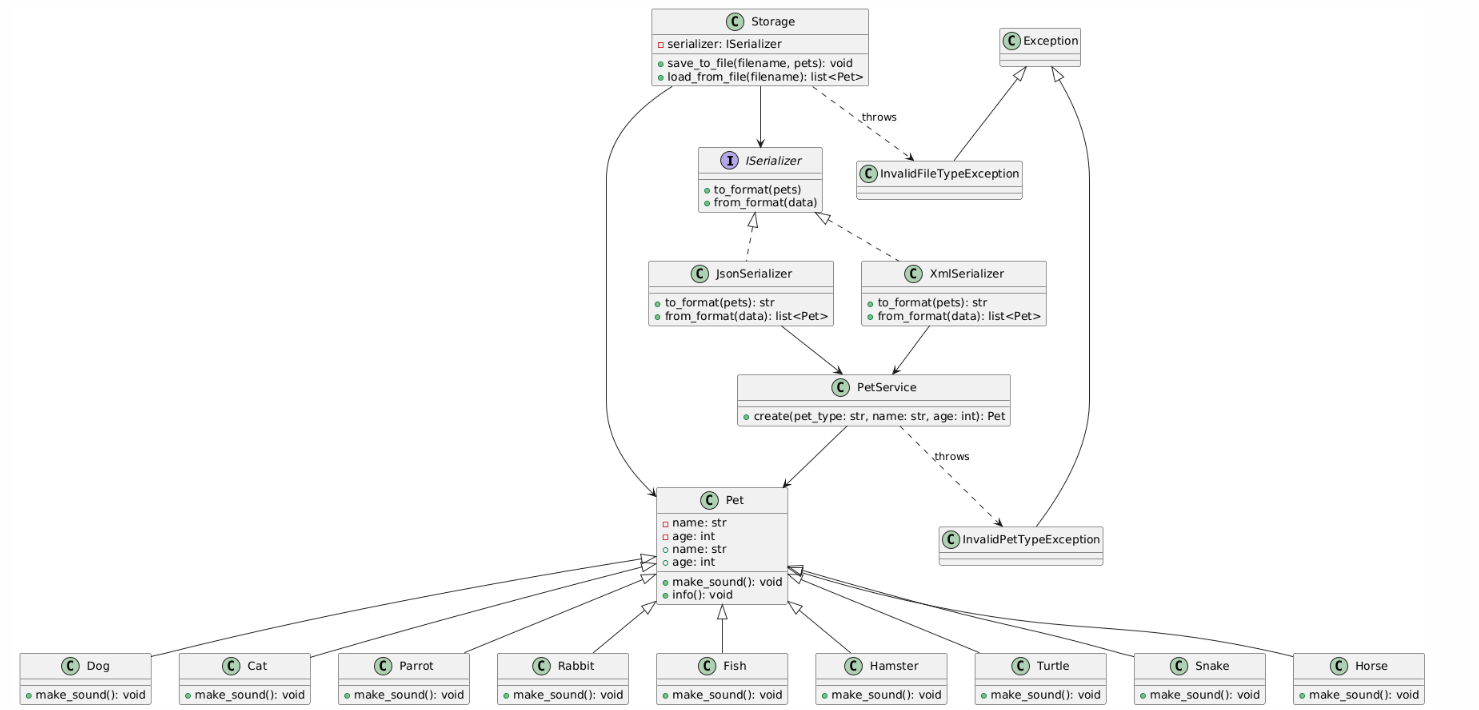 Storage
serializer: ISerializer
save_to_file(filename, pets): void
load_from_file(filename): list<Pet>
Exception
throws
I ISerializer
to_format(pets)
from_format(data)
C InvalidFileTypeException
C JsonSerializer
to_format(pets): str
from_format(data): list<Pet>
C XmlSerializer
to_format(pets): str
from_format(data): list<Pet>
C PetService
create(pet_type: str, name: str, age: int): Pet
throws
C Pet
name: str
age: int
name: str
age: int
make_sound(): void
info(): void
C InvalidPetTypeException
C Dog
make_sound(): void
C Cat
make_sound(): void
C Parrot
make_sound(): void
C Rabbit
make_sound(): void
C Fish
make_sound(): void
C Hamster
make_sound(): void
C Turtle
make_sound(): void
C Snake
make_sound(): void
C Horse
make_sound(): void